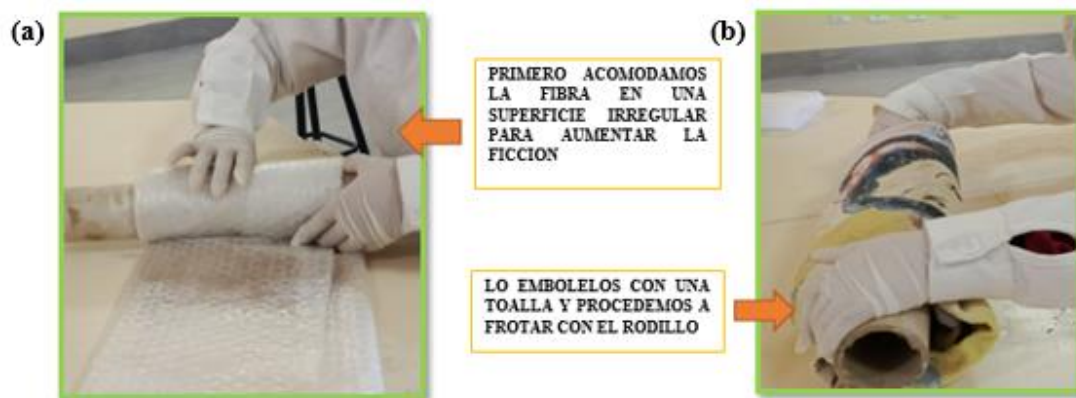 (a)
PRIMERO ACOMODAMOS
LA FIBRA EN UNA
SUPERFICIE IRREGULAR
PARA AUMENTAR LA
FICCION
(b)
LO EMBOLELOS CON UNA
TOALLA Y PROCEDEMOS A
FROTAR CON EL RODILLO